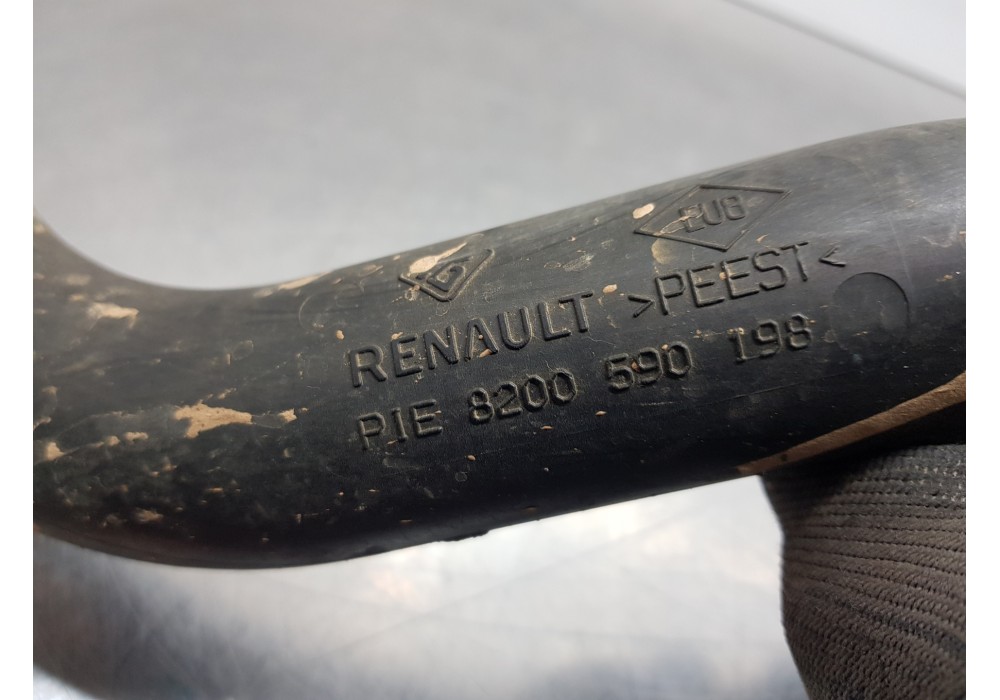 RENAULT >PEEST<
PIE 8200 590 198